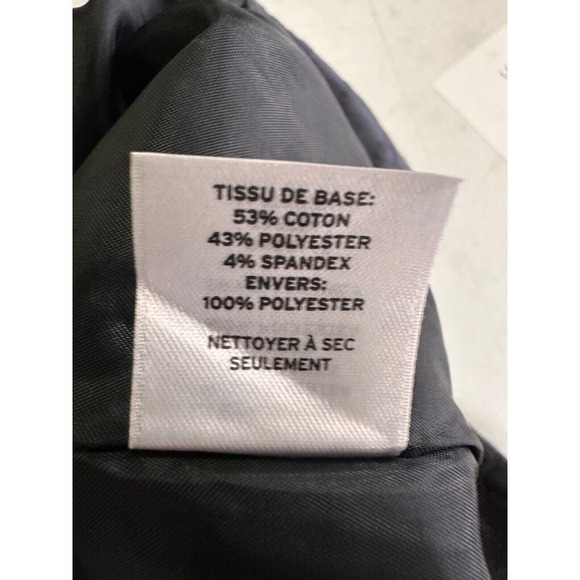 TISSU DE BASE:
53% COTON
43% POLYESTER
4% SPANDEX
ENVERS:
100% POLYESTER
NETTOYER À SEC
SEULEMENT